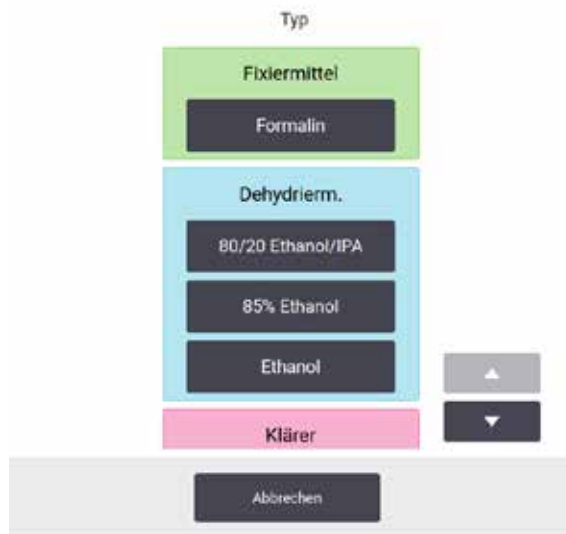 Typ
Fixiermittel
Formalin
Dehydrierm.
80/20 Ethanol/IPA
85% Ethanol
Ethanol
Klärer
Abbrechen